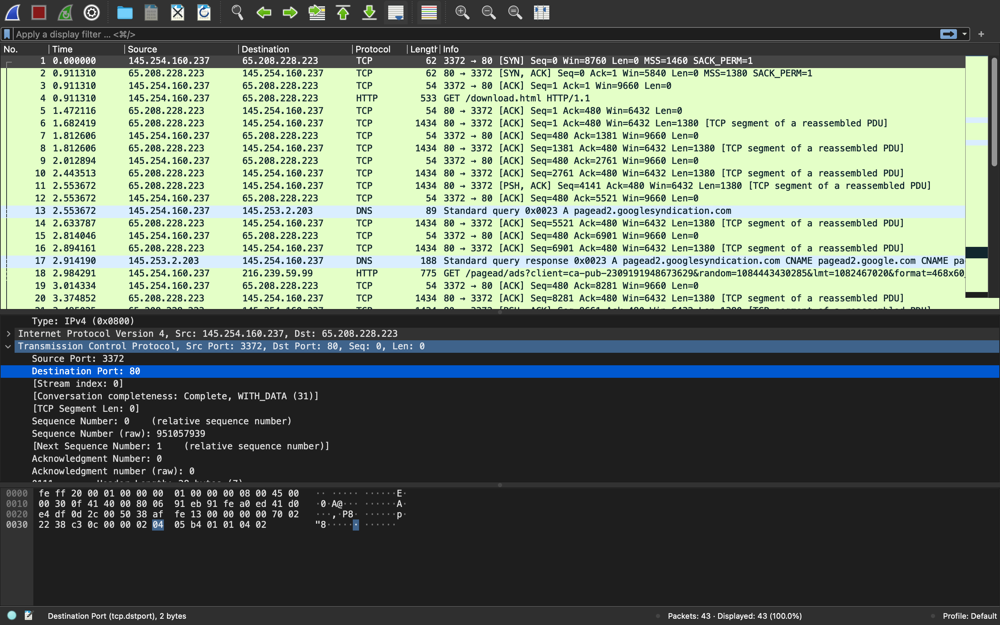 Apply a display filter ... <⌘/>
No. Time Source Destination Protocol Length Info
1 0.000000 145.254.160.237 65.208.228.223 TCP 62 3372 → 80 [SYN] Seq=0 Win=8760 Len=0 MSS=1460 SACK_PERM=1
2 0.911310 65.208.228.223 145.254.160.237 TCP 62 80 → 3372 [SYN, ACK] Seq=0 Ack=1 Win=5840 Len=0 MSS=1380 SACK_PERM=1
3 0.911310 145.254.160.237 65.208.228.223 TCP 54 3372 → 80 [ACK] Seq=1 Ack=1 Win=9660 Len=0
4 0.911310 145.254.160.237 65.208.228.223 HTTP 533 GET /download.html HTTP/1.1
5 1.472116 65.208.228.223 145.254.160.237 TCP 54 80 → 3372 [ACK] Seq=1 Ack=480 Win=6432 Len=0
6 1.682419 65.208.228.223 145.254.160.237 TCP 1434 80 → 3372 [ACK] Seq=1 Ack=480 Win=6432 Len=1380 [TCP segment of a reassembled PDU]
7 1.812606 145.254.160.237 65.208.228.223 TCP 54 3372 → 80 [ACK] Seq=480 Ack=1381 Win=9660 Len=0
8 1.812606 65.208.228.223 145.254.160.237 TCP 1434 80 → 3372 [ACK] Seq=1381 Ack=480 Win=6432 Len=1380 [TCP segment of a reassembled PDU]
9 2.012894 145.254.160.237 65.208.228.223 TCP 54 3372 → 80 [ACK] Seq=480 Ack=2761 Win=9660 Len=0
10 2.443513 65.208.228.223 145.254.160.237 TCP 1434 80 → 3372 [ACK] Seq=2761 Ack=480 Win=6432 Len=1380 [TCP segment of a reassembled PDU]
11 2.553672 65.208.228.223 145.254.160.237 TCP 1434 80 → 3372 [PSH, ACK] Seq=4141 Ack=480 Win=6432 Len=1380 [TCP segment of a reassembled PDU]
12 2.553672 145.254.160.237 65.208.228.223 TCP 54 3372 → 80 [ACK] Seq=480 Ack=5521 Win=9660 Len=0
13 2.553672 145.254.160.237 145.253.2.203 DNS 89 Standard query 0x0023 A pagead2.googlesyndication.com
14 2.633787 65.208.228.223 145.254.160.237 TCP 1434 80 → 3372 [ACK] Seq=5521 Ack=480 Win=6432 Len=1380 [TCP segment of a reassembled PDU]
15 2.814046 145.254.160.237 65.208.228.223 TCP 54 3372 → 80 [ACK] Seq=480 Ack=6901 Win=9660 Len=0
16 2.894161 65.208.228.223 145.254.160.237 TCP 1434 80 → 3372 [ACK] Seq=6901 Ack=480 Win=6432 Len=1380 [TCP segment of a reassembled PDU]
17 2.914190 145.253.2.203 145.254.160.237 DNS 188 Standard query response 0x0023 A pagead2.googlesyndication.com CNAME pagead2.google.com CNAME pa
18 2.984291 145.254.160.237 216.239.59.99 HTTP 775 GET /pagead/ads?client=ca-pub-2309191948673629&random=1084443430285&lmt=1082467020&format=468x60_
19 3.014334 145.254.160.237 65.208.228.223 TCP 54 3372 → 80 [ACK] Seq=480 Ack=8281 Win=9660 Len=0
20 3.374852 65.208.228.223 145.254.160.237 TCP 1434 80 → 3372 [ACK] Seq=8281 Ack=480 Win=6432 Len=1380 [TCP segment of a reassembled PDU]
Type: IPv4 (0x0800)
Internet Protocol Version 4, Src: 145.254.160.237, Dst: 65.208.228.223
Transmission Control Protocol, Src Port: 3372, Dst Port: 80, Seq: 0, Len: 0
Source Port: 3372
Destination Port: 80
[Stream index: 0]
[Conversation completeness: Complete, WITH_DATA (31)]
[TCP Segment Len: 0]
Sequence Number: 0 (relative sequence number)
Sequence Number (raw): 951057939
[Next Sequence Number: 1 (relative sequence number)]
Acknowledgment Number: 0
Acknowledgment number (raw): 0
0000 fe ff 20 00 01 00 00 00 01 00 00 00 08 00 45 00 ·· ····· ······E·
0010 00 30 0f 41 40 00 80 06 91 eb 91 fe a0 ed 41 d0 ·0·A@··· ······A·
0020 e4 df 0d 2c 00 50 38 af fe 13 00 00 00 00 70 02 ···,·P8· ······p·
0030 22 38 c3 0c 00 00 02 04 05 b4 01 01 04 02 "8······ ······
Destination Port (tcp.dstport), 2 bytes
Packets: 43 · Displayed: 43 (100.0%)
Profile: Default